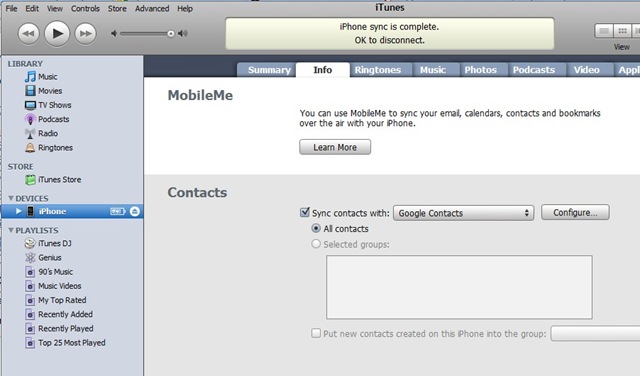 iTunes
File Edit View Controls Store Advanced Help
iPhone sync is complete.
OK to disconnect.
View
LIBRARY
Music
Movies
TV Shows
Podcasts
Radio
Ringtones
STORE
iTunes Store
DEVICES
iPhone
PLAYLISTS
iTunes DJ
Genius
90's Music
Music Videos
My Top Rated
Recently Added
Recently Played
Top 25 Most Played
Summary Info Ringtones Music Photos Podcasts Video Appl
MobileMe
You can use MobileMe to sync your email, calendars, contacts and bookmarks
over the air with your iPhone.
Learn More
Contacts
Sync contacts with: Google Contacts Configure...
All contacts
Selected groups:
Put new contacts created on this iPhone into the group: